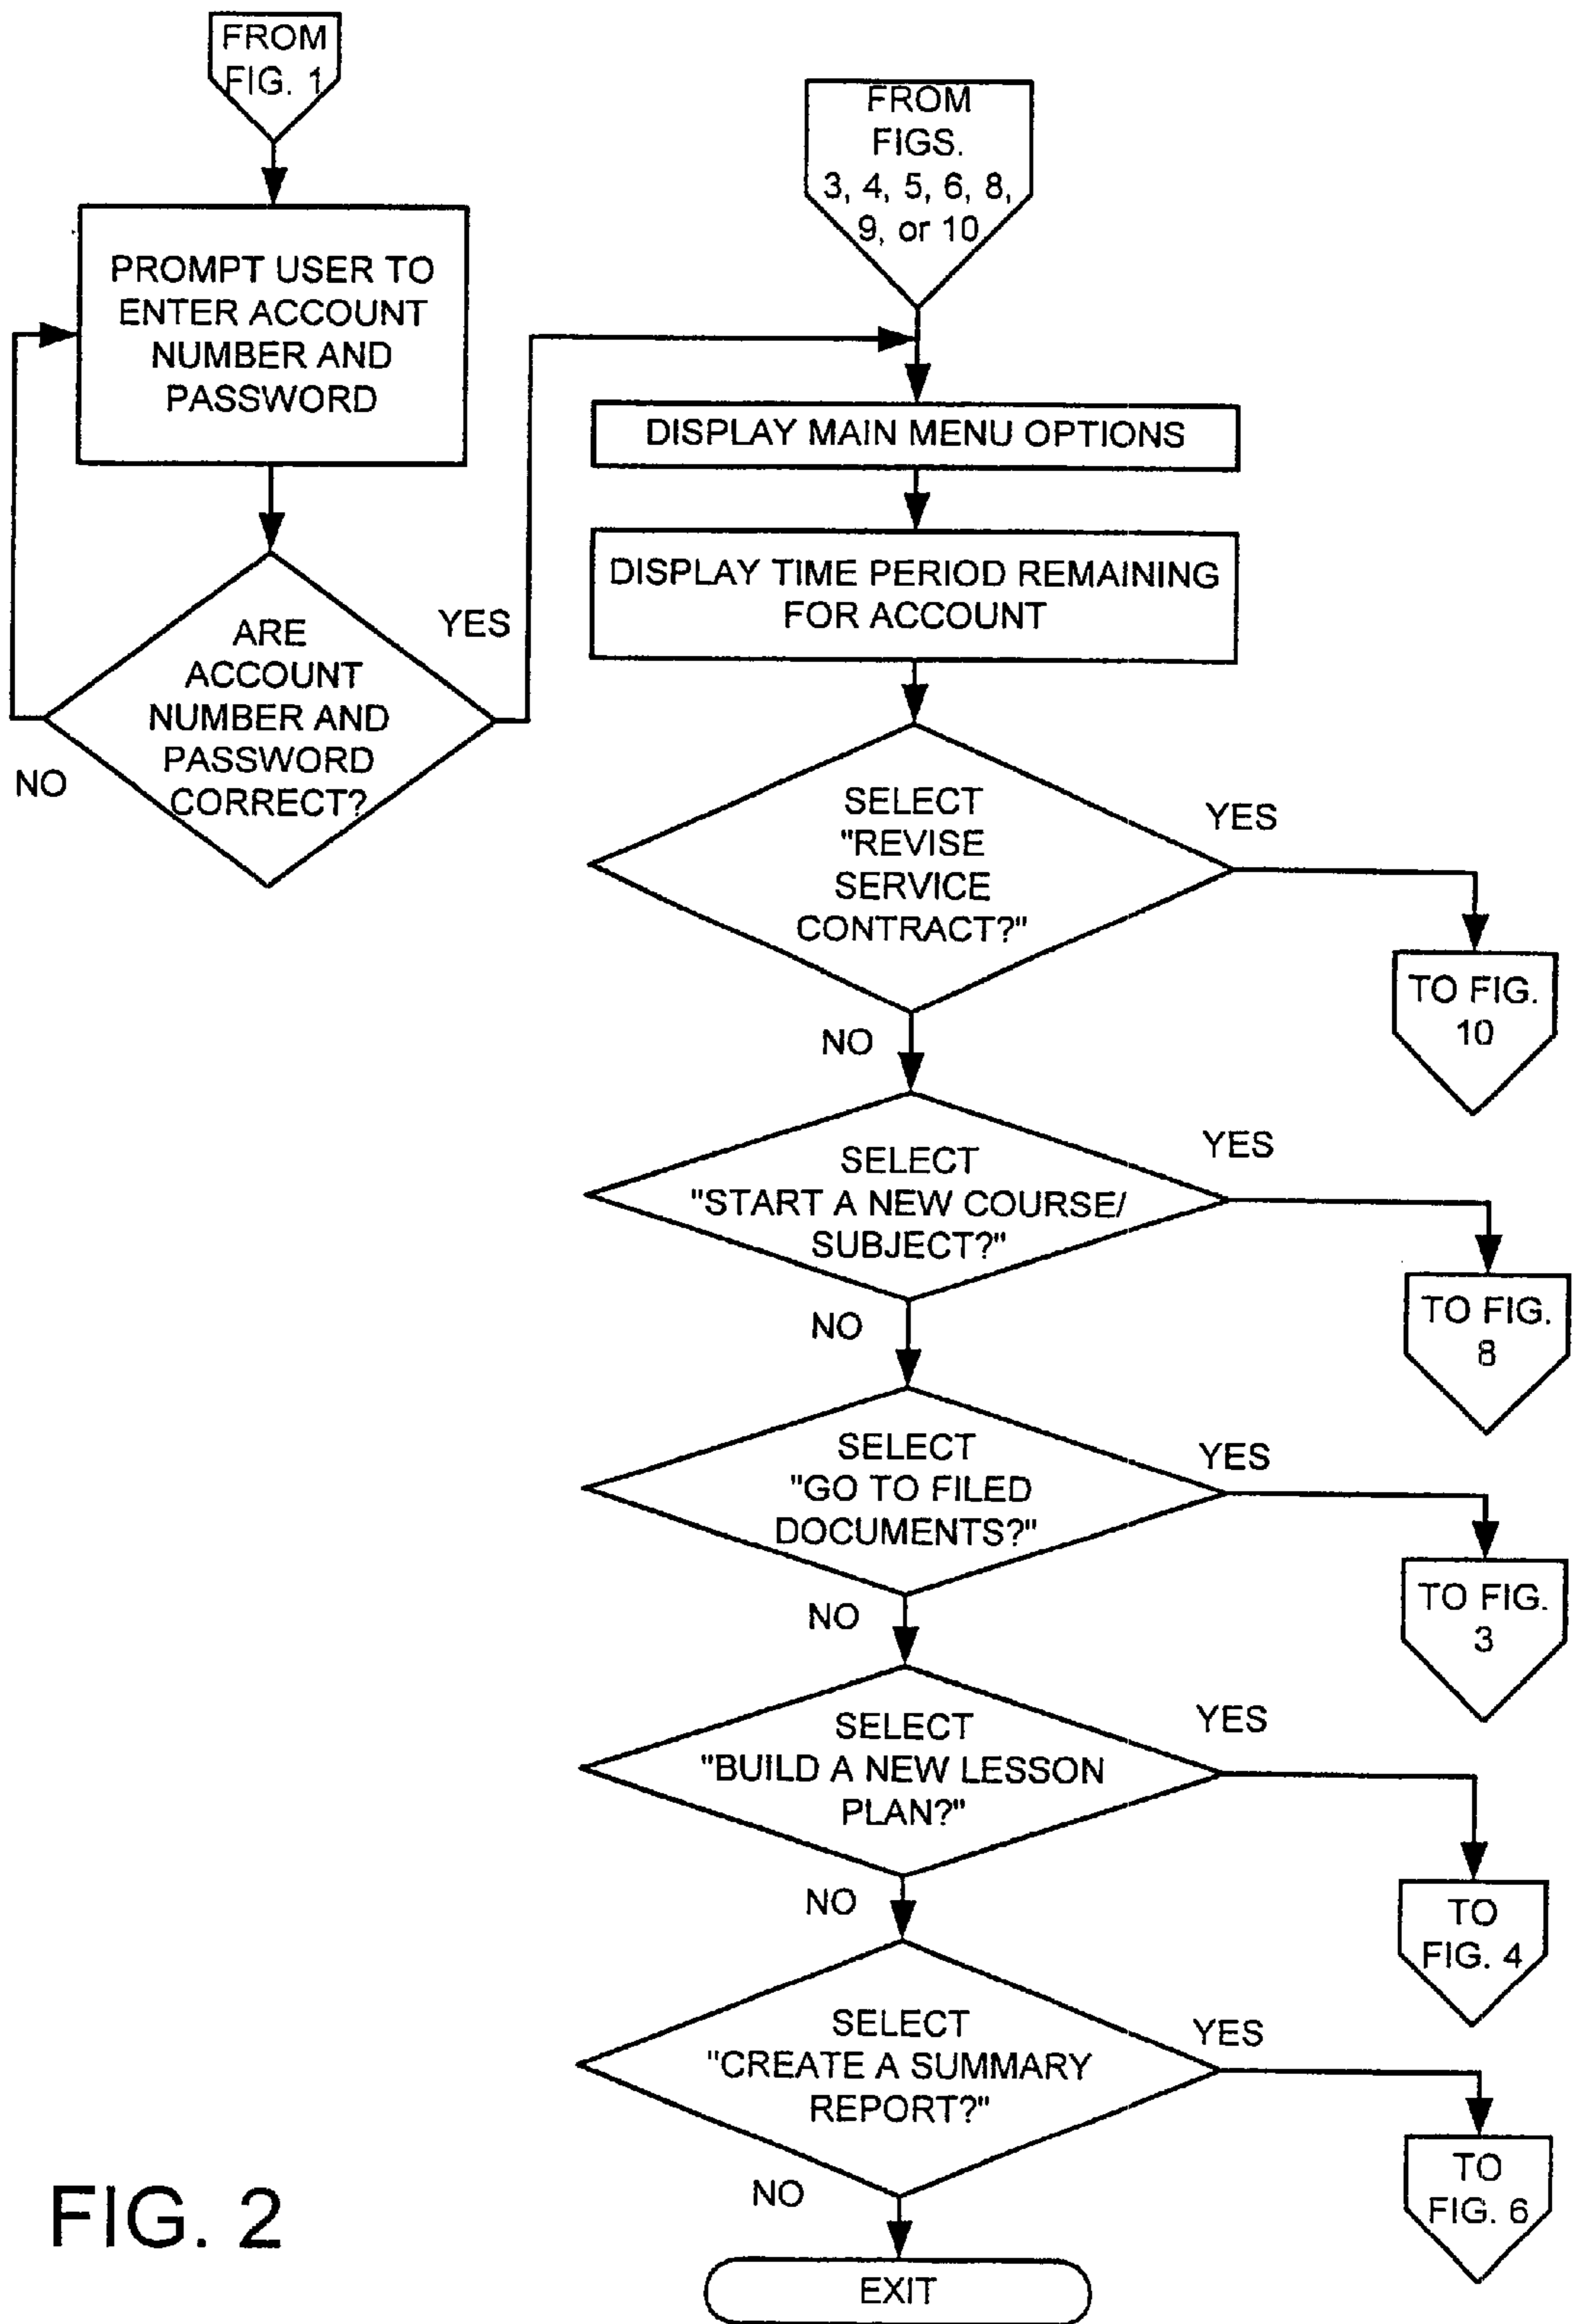 FROM
FIG. 1
PROMPT USER TO
ENTER ACCOUNT
NUMBER AND
PASSWORD
ARE
ACCOUNT
NUMBER AND
PASSWORD
CORRECT?
YES
NO
FROM
FIGS.
3, 4, 5, 6, 8,
9, or 10
DISPLAY MAIN MENU OPTIONS
DISPLAY TIME PERIOD REMAINING
FOR ACCOUNT
SELECT
"REVISE
SERVICE
CONTRACT?"
YES
TO FIG.
10
NO
SELECT
"START A NEW COURSE/
SUBJECT?"
YES
TO FIG.
8
NO
SELECT
"GO TO FILED
DOCUMENTS?"
YES
TO FIG.
3
NO
SELECT
"BUILD A NEW LESSON
PLAN?"
YES
TO
FIG. 4
NO
SELECT
"CREATE A SUMMARY
REPORT?"
YES
TO
FIG. 6
NO
EXIT
FIG. 2